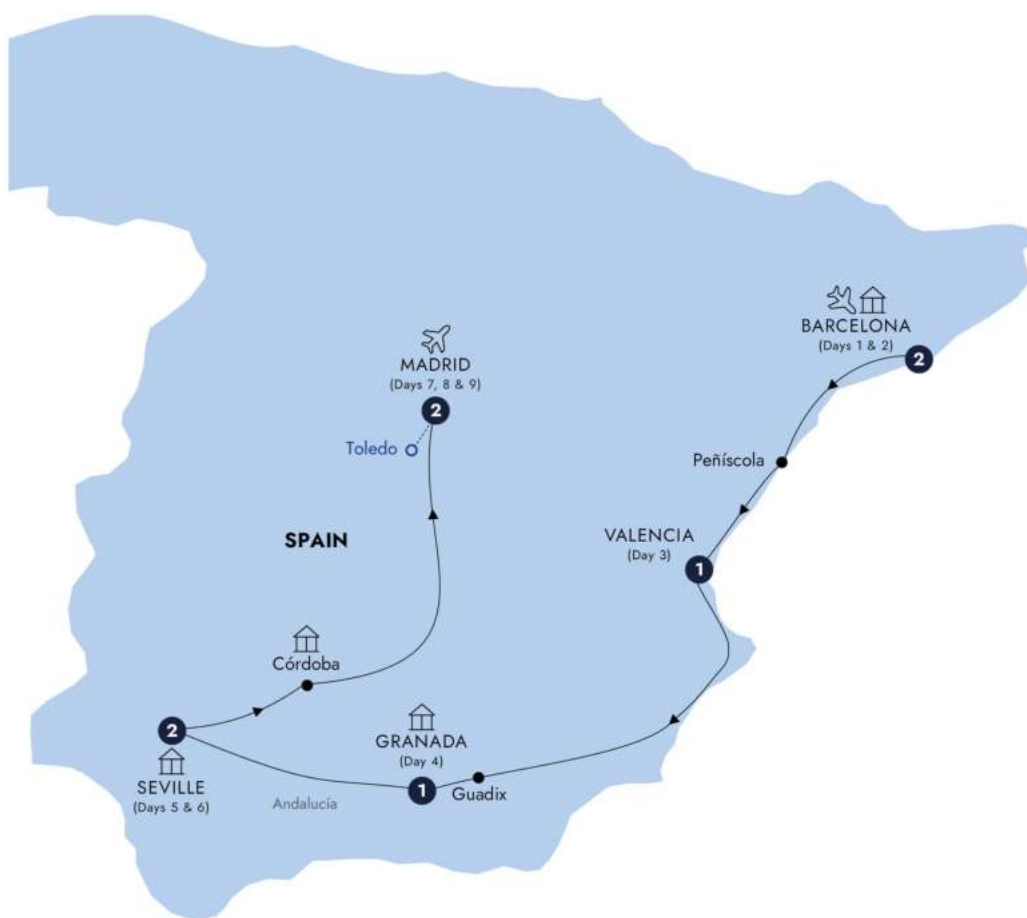 BARCELONA
(Days 1 & 2)
2
MADRID
(Days 7, 8 & 9)
2
Toledo
Peñíscola
SPAIN
VALENCIA
(Day 3)
1
Córdoba
2
SEVILLE
(Days 5 & 6)
GRANADA
(Day 4)
1
Guadix
Andalucía